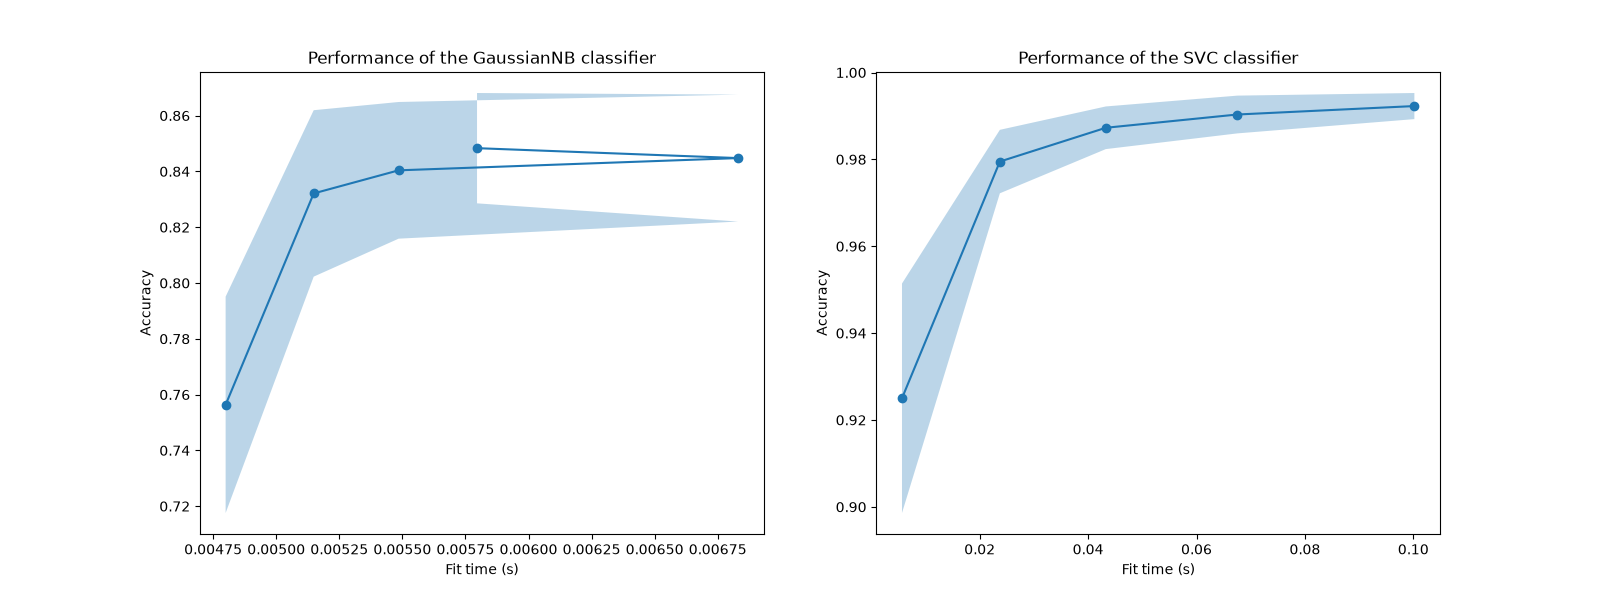 Performance of the GaussianNB classifier
0.86
0.84
0.82
0.80
0.78
0.76
0.74
0.72
Accuracy
0.00475 0.00500 0.00525 0.00550 0.00575 0.00600 0.00625 0.00650 0.00675
Fit time (s)
Performance of the SVC classifier
1.00
0.98
0.96
0.94
0.92
0.90
Accuracy
0.02 0.04 0.06 0.08 0.10
Fit time (s)